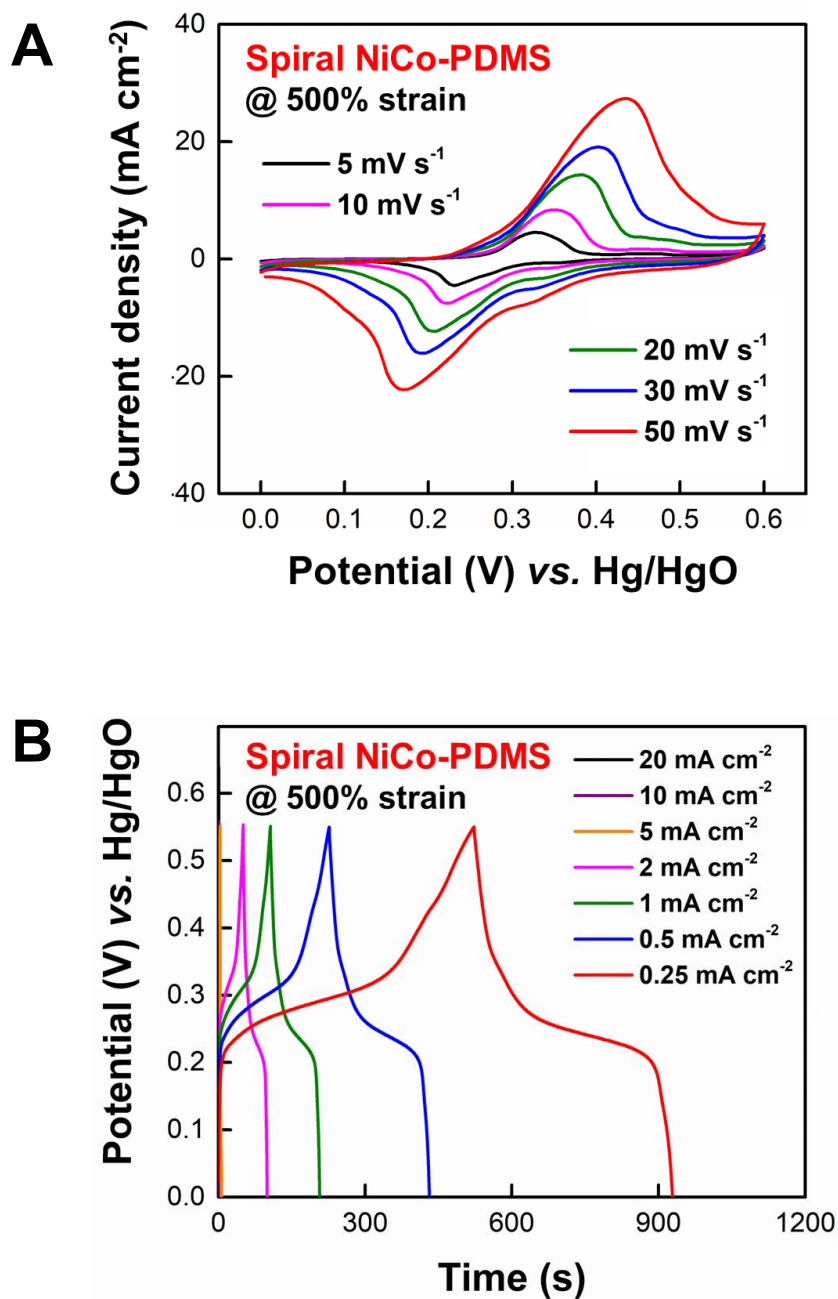 A
Spiral NiCo-PDMS
@ 500% strain
5 mV s⁻¹
10 mV s⁻¹
20 mV s⁻¹
30 mV s⁻¹
50 mV s⁻¹
Current density (mA cm⁻²)
40
20
0
-20
-40
0.0 0.1 0.2 0.3 0.4 0.5 0.6
Potential (V) vs. Hg/HgO
B
Spiral NiCo-PDMS
@ 500% strain
20 mA cm⁻²
10 mA cm⁻²
5 mA cm⁻²
2 mA cm⁻²
1 mA cm⁻²
0.5 mA cm⁻²
0.25 mA cm⁻²
Potential (V) vs. Hg/HgO
0.6
0.5
0.4
0.3
0.2
0.1
0.0
0 300 600 900 1200
Time (s)